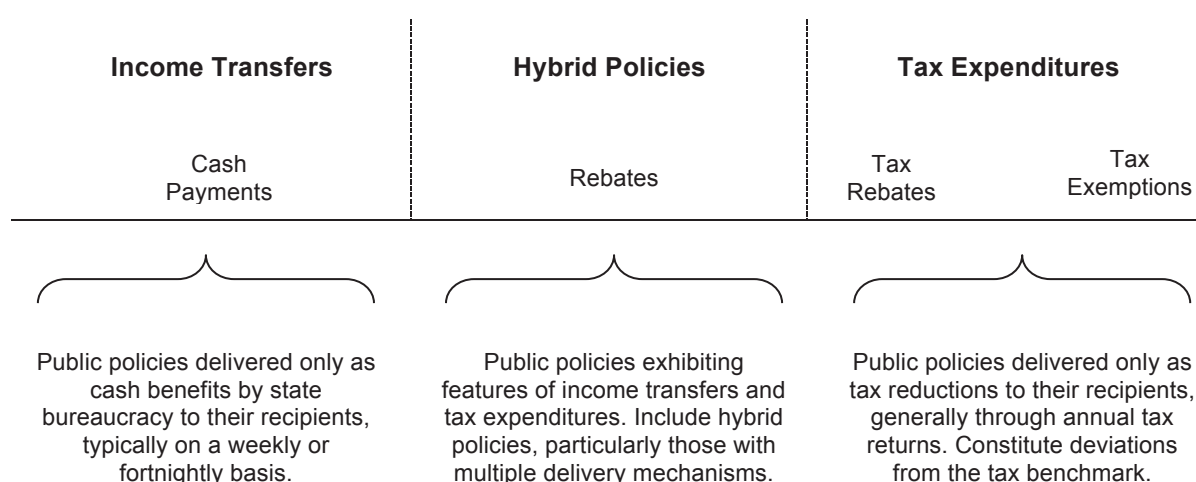 Income Transfers
Hybrid Policies
Tax Expenditures
Cash
Payments
Rebates
Tax
Rebates
Tax
Exemptions
Public policies delivered only as
cash benefits by state
bureaucracy to their recipients,
typically on a weekly or
fortnightly basis.
Public policies exhibiting
features of income transfers and
tax expenditures. Include hybrid
policies, particularly those with
multiple delivery mechanisms.
Public policies delivered only as
tax reductions to their recipients,
generally through annual tax
returns. Constitute deviations
from the tax benchmark.